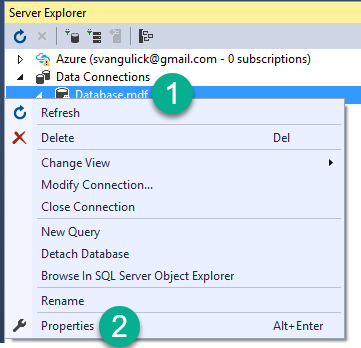 Server Explorer
Azure (svangulick@gmail.com - 0 subscriptions)
Data Connections
Database.mdf 1
Refresh
Delete Del
Change View
Modify Connection...
Close Connection
New Query
Detach Database
Browse In SQL Server Object Explorer
Rename
Properties 2 Alt+Enter